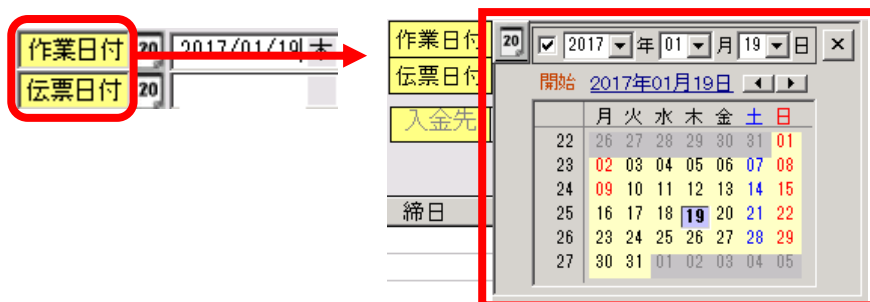 作業日付 20 2017/01/19 木
伝票日付 20
作業日付 20 2017 年 01 月 19 日 ×
伝票日付
開始 2017年01月19日
入金先
月 火 水 木 金 土 日
22 26 27 28 29 30 31 01
23 02 03 04 05 06 07 08
24 09 10 11 12 13 14 15
締日
25 16 17 18 19 20 21 22
26 23 24 25 26 27 28 29
27 30 31 01 02 03 04 05